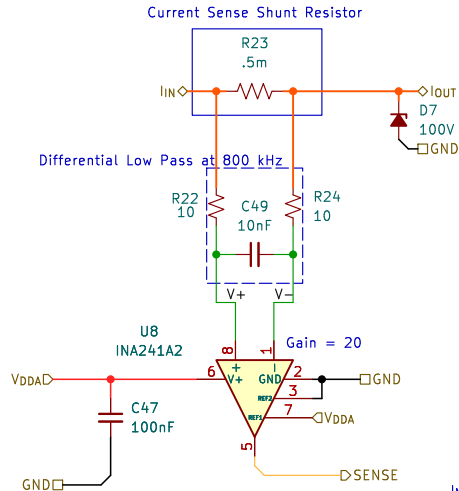 Current Sense Shunt Resistor
R23
.5m
IIN
IOUT
D7
100V
GND
Differential Low Pass at 800 kHz
R22
10
C49
10nF
R24
10
V+
V-
U8
INA241A2
Gain = 20
8
1
+
-
6
V+
GND
2
VDDA
GND
REF2
3
REF1
7
VDDA
C47
100nF
5
SENSE
GND